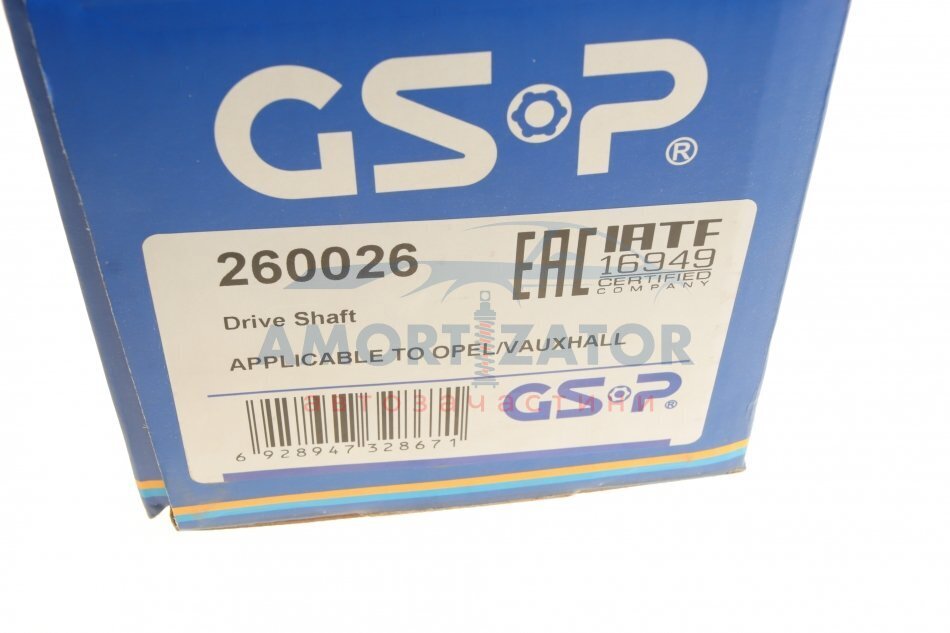 GSP®
260026
EAC IATF
16949
CERTIFIED
COMPANY
Drive Shaft
AMORTIZATOR
APPLICABLE TO OPEL/VAUXHALL
автозапчастини
GSP®
6 928947 328671